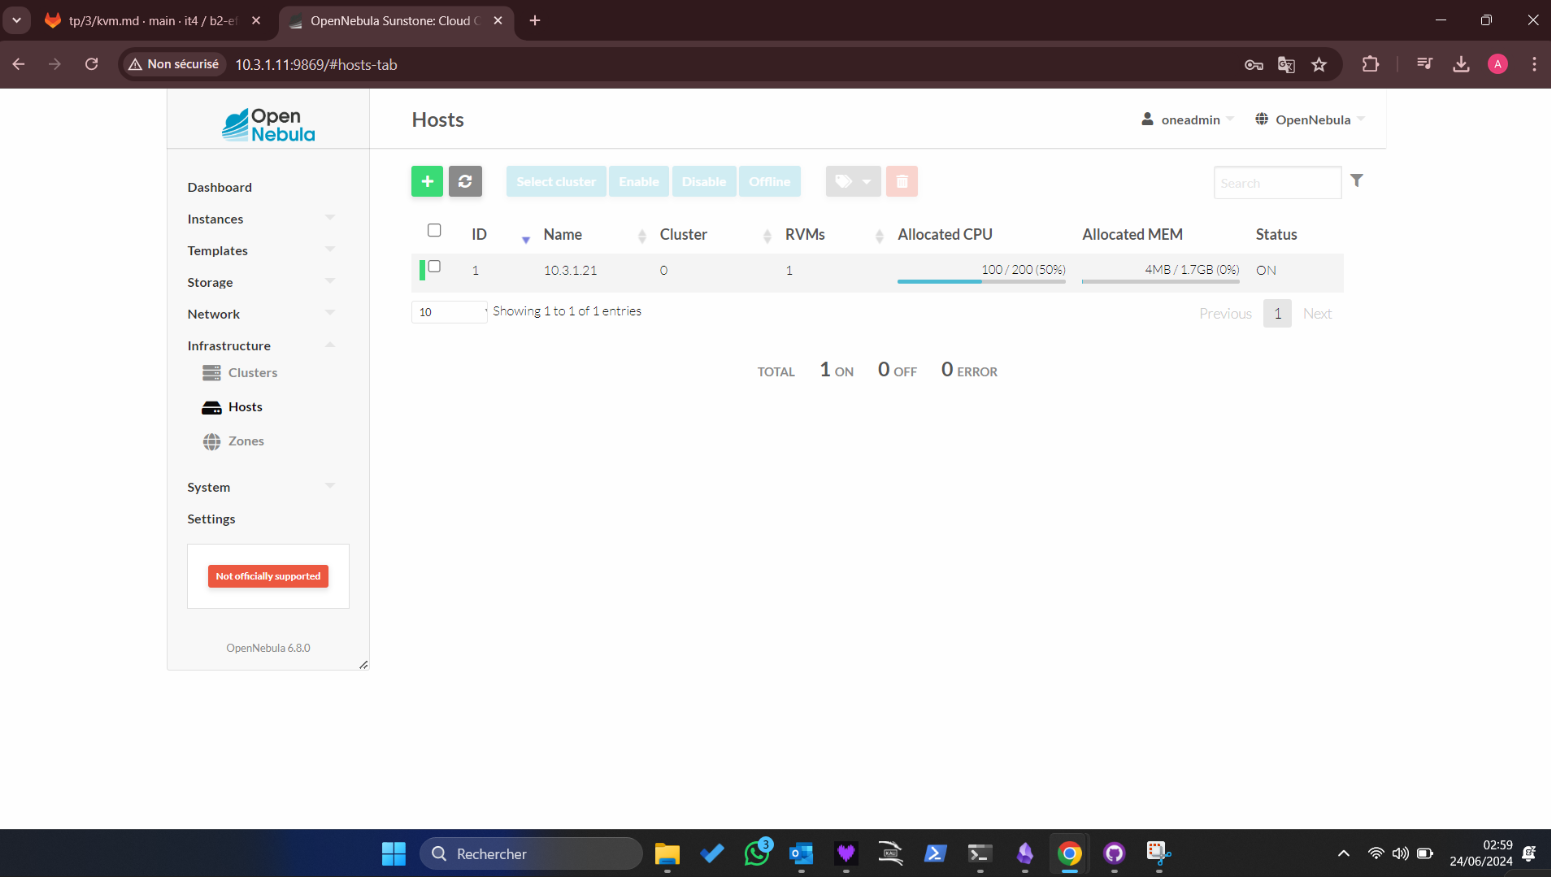 tp/3/kvm.md · main · it4 / b2-e
OpenNebula Sunstone: Cloud
Non sécurisé
10.3.1.11:9869/#hosts-tab
A
Open
Nebula
Hosts
oneadmin
OpenNebula
Dashboard
Instances
Templates
Storage
Network
Infrastructure
Clusters
Hosts
Zones
System
Settings
Not officially supported
OpenNebula 6.8.0
+
Select cluster Enable Disable Offline
Search
ID Name Cluster RVMs Allocated CPU Allocated MEM Status
1 10.3.1.21 0 1 100 / 200 (50%) 4MB / 1.7GB (0%) ON
10 Showing 1 to 1 of 1 entries
Previous 1 Next
TOTAL 1 ON 0 OFF 0 ERROR
Rechercher
3
02:59
24/06/2024